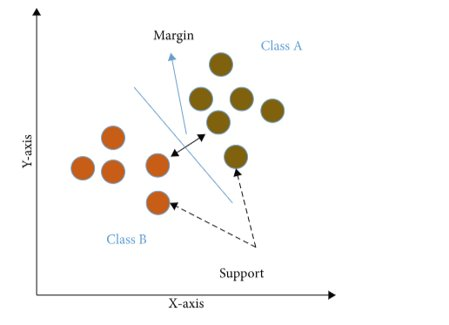 Margin
Class A
Y-axis
Class B
Support
X-axis